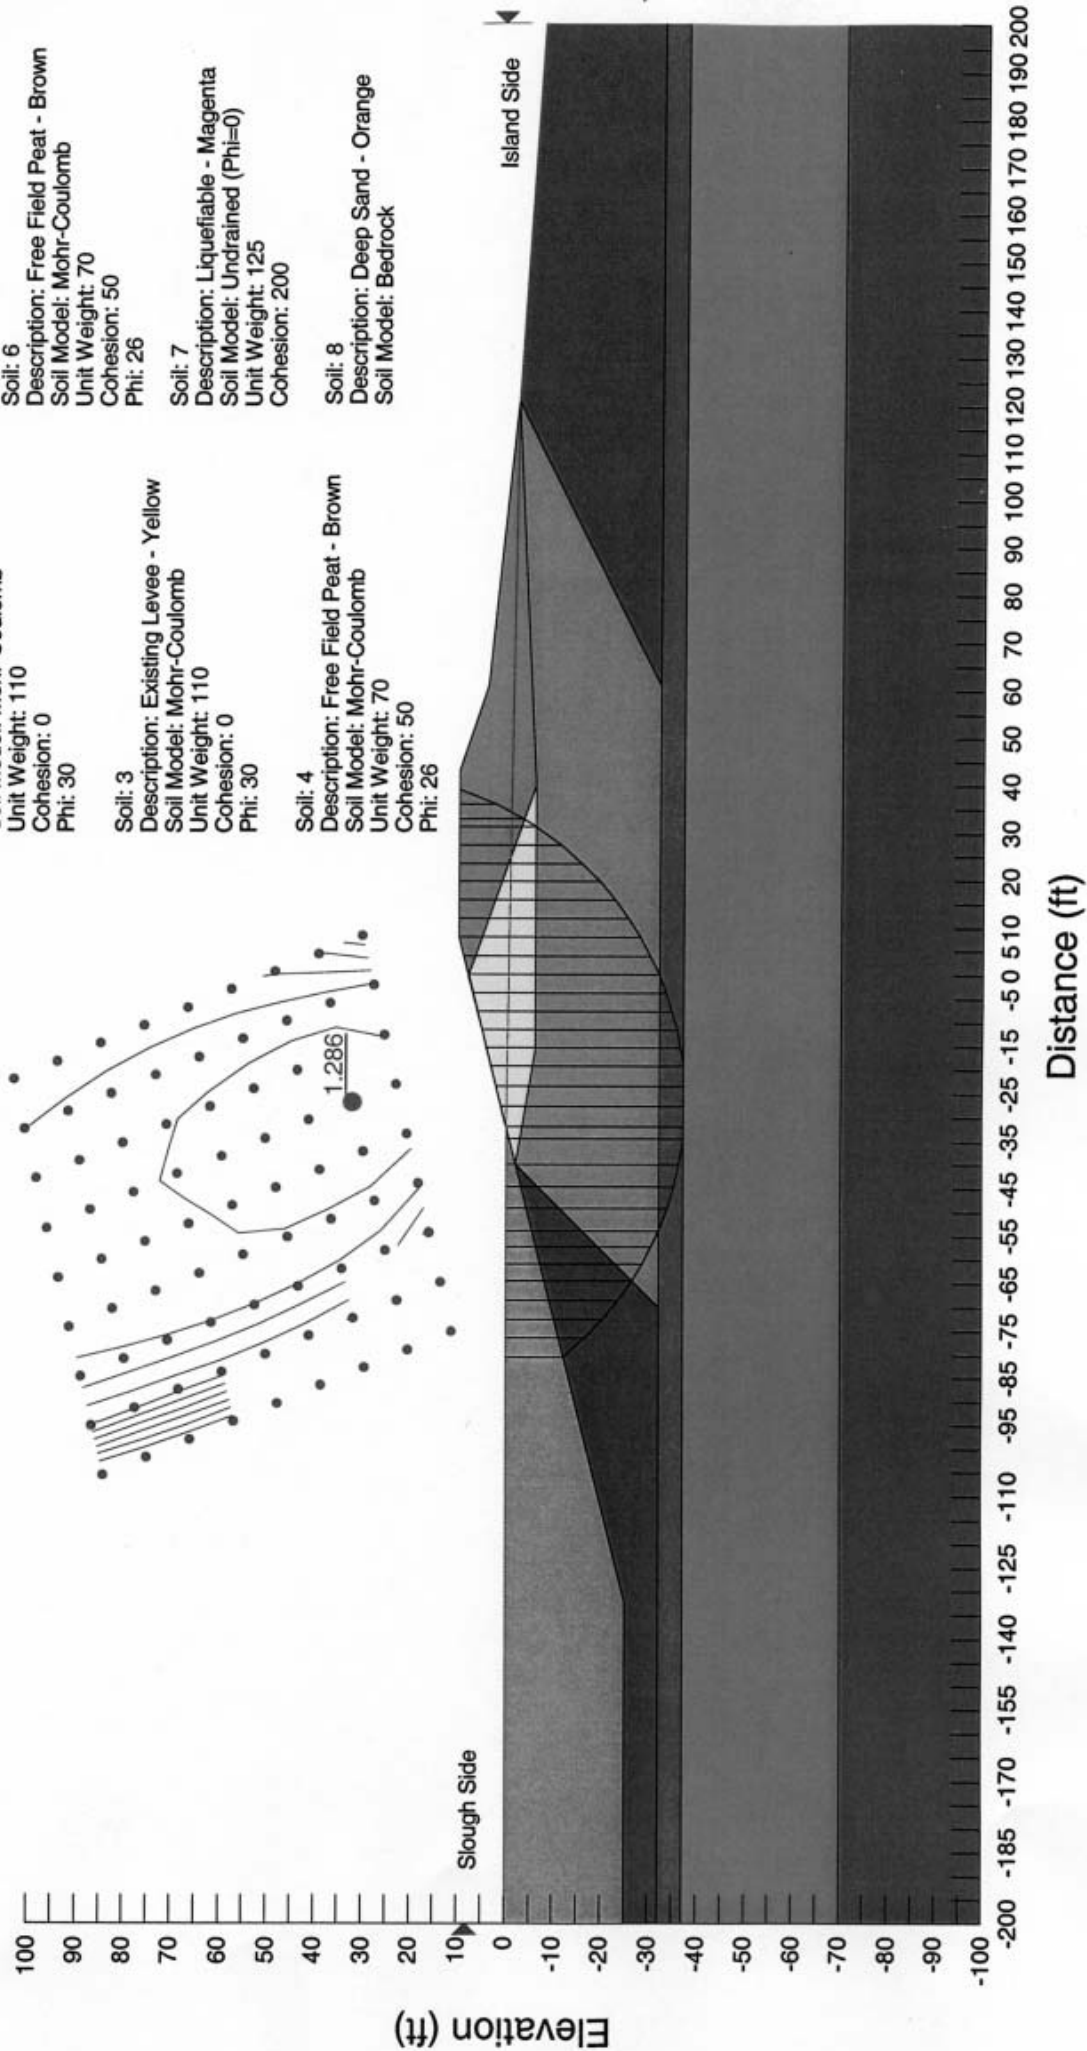 Unit Weight: 110
Cohesion: 0
Phi: 30
Soil: 3
Description: Existing Levee - Yellow
Soil Model: Mohr-Coulomb
Unit Weight: 110
Cohesion: 0
Phi: 30
Soil: 4
Description: Free Field Peat - Brown
Soil Model: Mohr-Coulomb
Unit Weight: 70
Cohesion: 50
Phi: 26
Soil: 6
Description: Free Field Peat - Brown
Soil Model: Mohr-Coulomb
Unit Weight: 70
Cohesion: 50
Phi: 26
Soil: 7
Description: Liquefiable - Magenta
Soil Model: Undrained (Phi=0)
Unit Weight: 125
Cohesion: 200
Soil: 8
Description: Deep Sand - Orange
Soil Model: Bedrock
1.286
Slough Side
Island Side
Elevation (ft)
100
90
80
70
60
50
40
30
20
10
0
-10
-20
-30
-40
-50
-60
-70
-80
-90
-100
-200 -185 -170 -155 -140 -125 -110 -95 -85 -75 -65 -55 -45 -35 -25 -15 -5 0 5 10 20 30 40 50 60 70 80 90 100 110 120 130 140 150 160 170 180 190 200
Distance (ft)